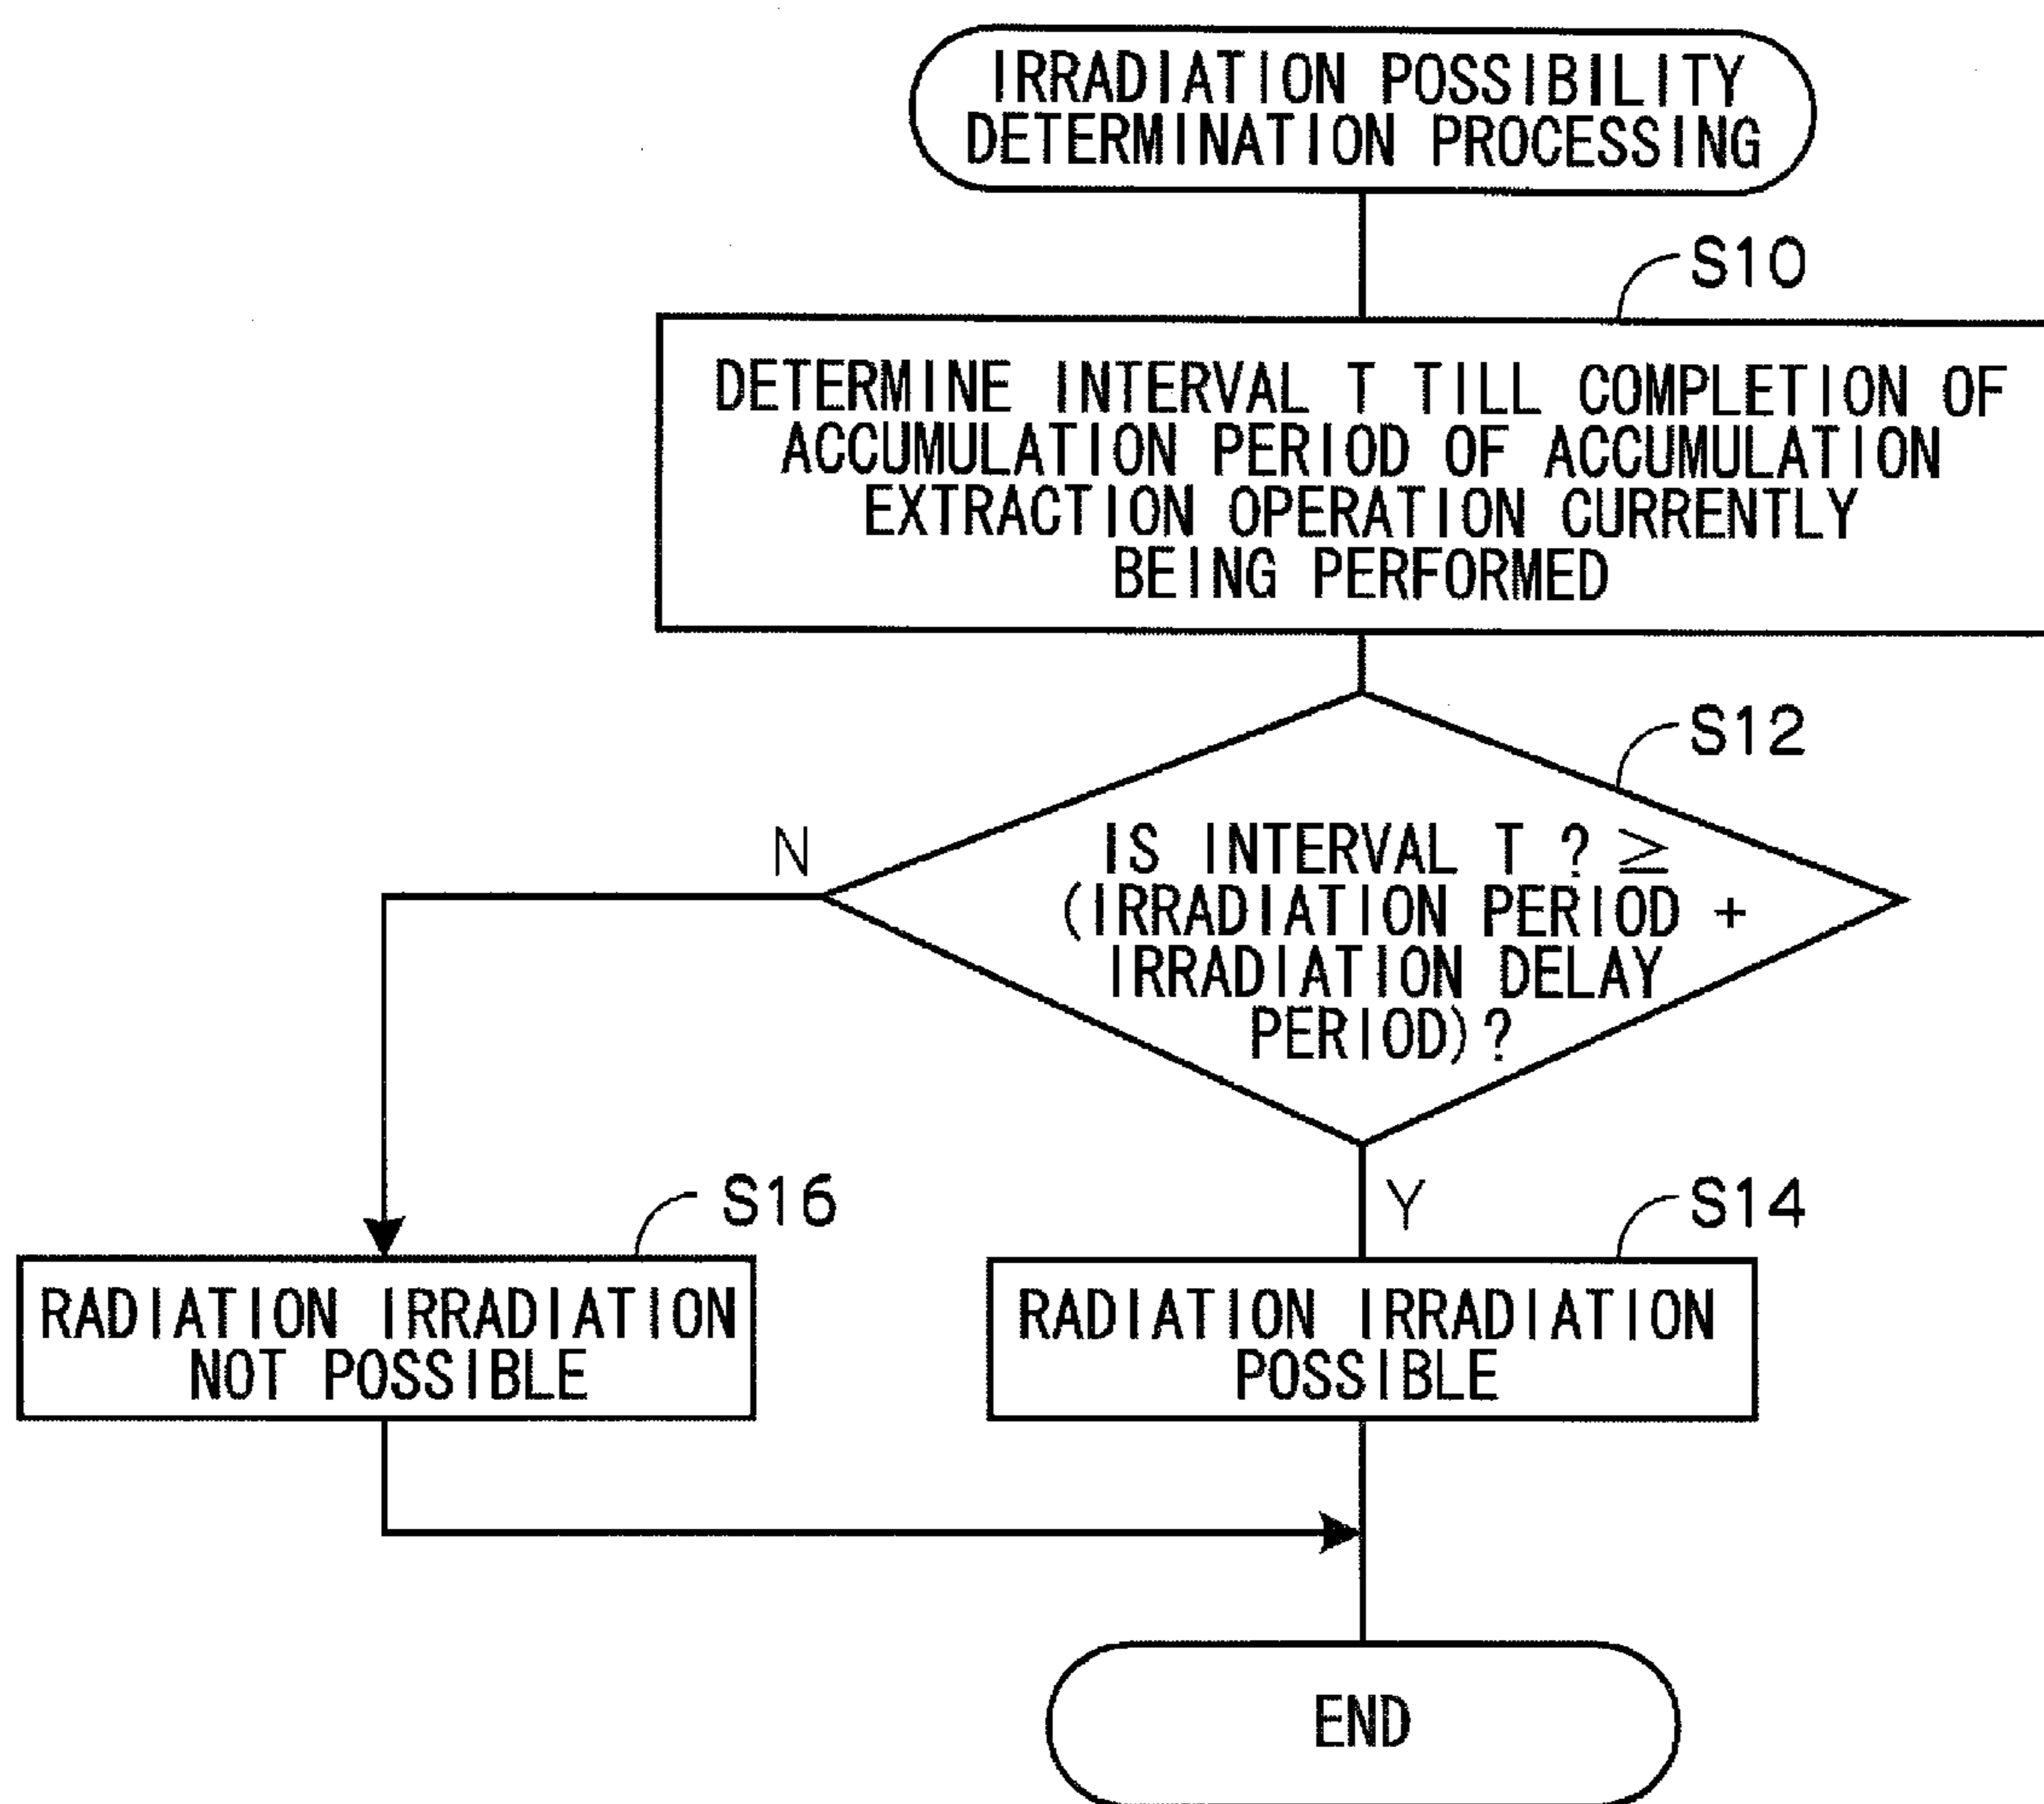 IRRADIATION POSSIBILITY
DETERMINATION PROCESSING
S10
DETERMINE INTERVAL T TILL COMPLETION OF
ACCUMULATION PERIOD OF ACCUMULATION
EXTRACTION OPERATION CURRENTLY
BEING PERFORMED
S12
N
IS INTERVAL T ? ≧
(IRRADIATION PERIOD +
IRRADIATION DELAY
PERIOD)?
Y
S16
S14
RADIATION IRRADIATION
NOT POSSIBLE
RADIATION IRRADIATION
POSSIBLE
END